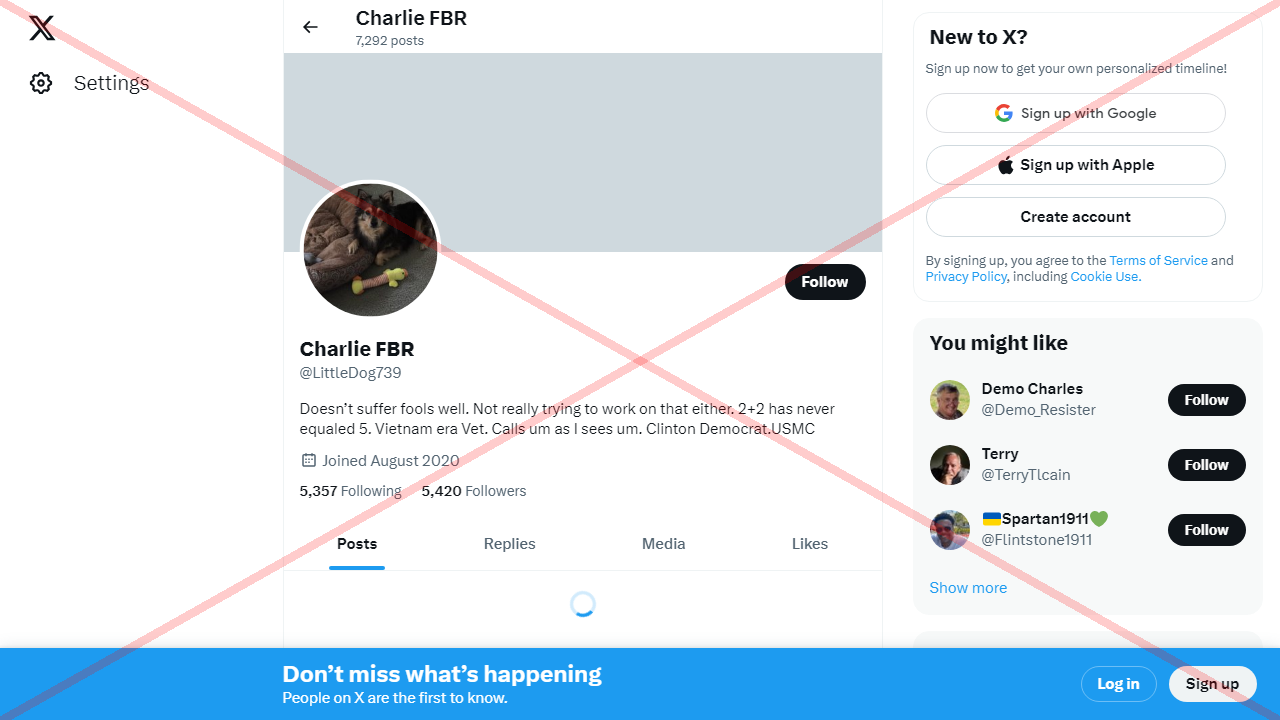 Settings
Charlie FBR
7,292 posts
Follow
Charlie FBR
@LittleDog739
Doesn’t suffer fools well. Not really trying to work on that either. 2+2 has never
equaled 5. Vietnam era Vet. Calls um as I sees um. Clinton Democrat.USMC
Joined August 2020
5,357 Following 5,420 Followers
Posts Replies Media Likes
New to X?
Sign up now to get your own personalized timeline!
Sign up with Google
Sign up with Apple
Create account
By signing up, you agree to the Terms of Service and
Privacy Policy, including Cookie Use.
You might like
Demo Charles
@Demo_Resister
Follow
Terry
@TerryTlcain
Follow
🇺🇦Spartan1911💚
@Flintstone1911
Follow
Show more
Don’t miss what’s happening
People on X are the first to know.
Log in
Sign up